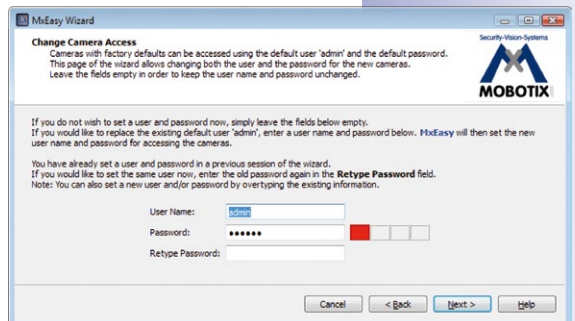 MxEasy Wizard
Security-Vision-Systems
MOBOTIX
Change Camera Access
Cameras with factory defaults can be accessed using the default user 'admin' and the default password.
This page of the wizard allows changing both the user and the password for the new cameras.
Leave the fields empty in order to keep the user name and password unchanged.
If you do not wish to set a user and password now, simply leave the fields below empty.
If you would like to replace the existing default user 'admin', enter a user name and password below. MxEasy will then set the new
user name and password for accessing the cameras.
You have already set a user and password in a previous session of the wizard.
If you would like to set the same user now, enter the old password again in the Retype Password field.
Note: You can also set a new user and/or password by overtyping the existing information.
User Name: admin
Password: ••••••
Retype Password:
Cancel < Back Next > Help